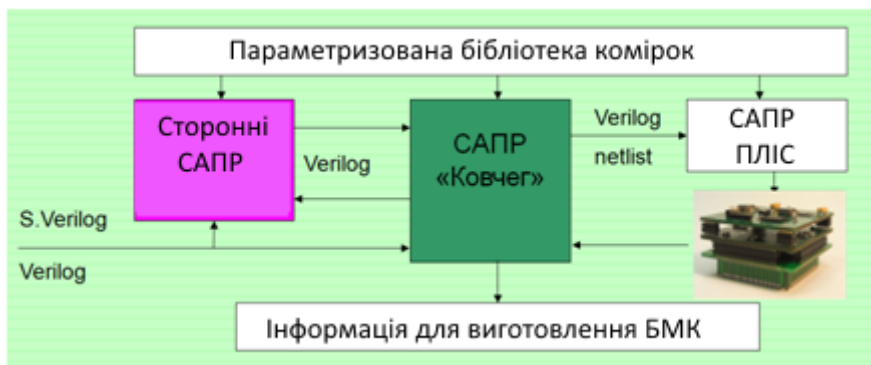 Параметризована бібліотека комірок
Сторонні
САПР
Verilog
САПР
«Ковчег»
Verilog
netlist
САПР
ПЛІС
S.Verilog
Verilog
Інформація для виготовлення БМК